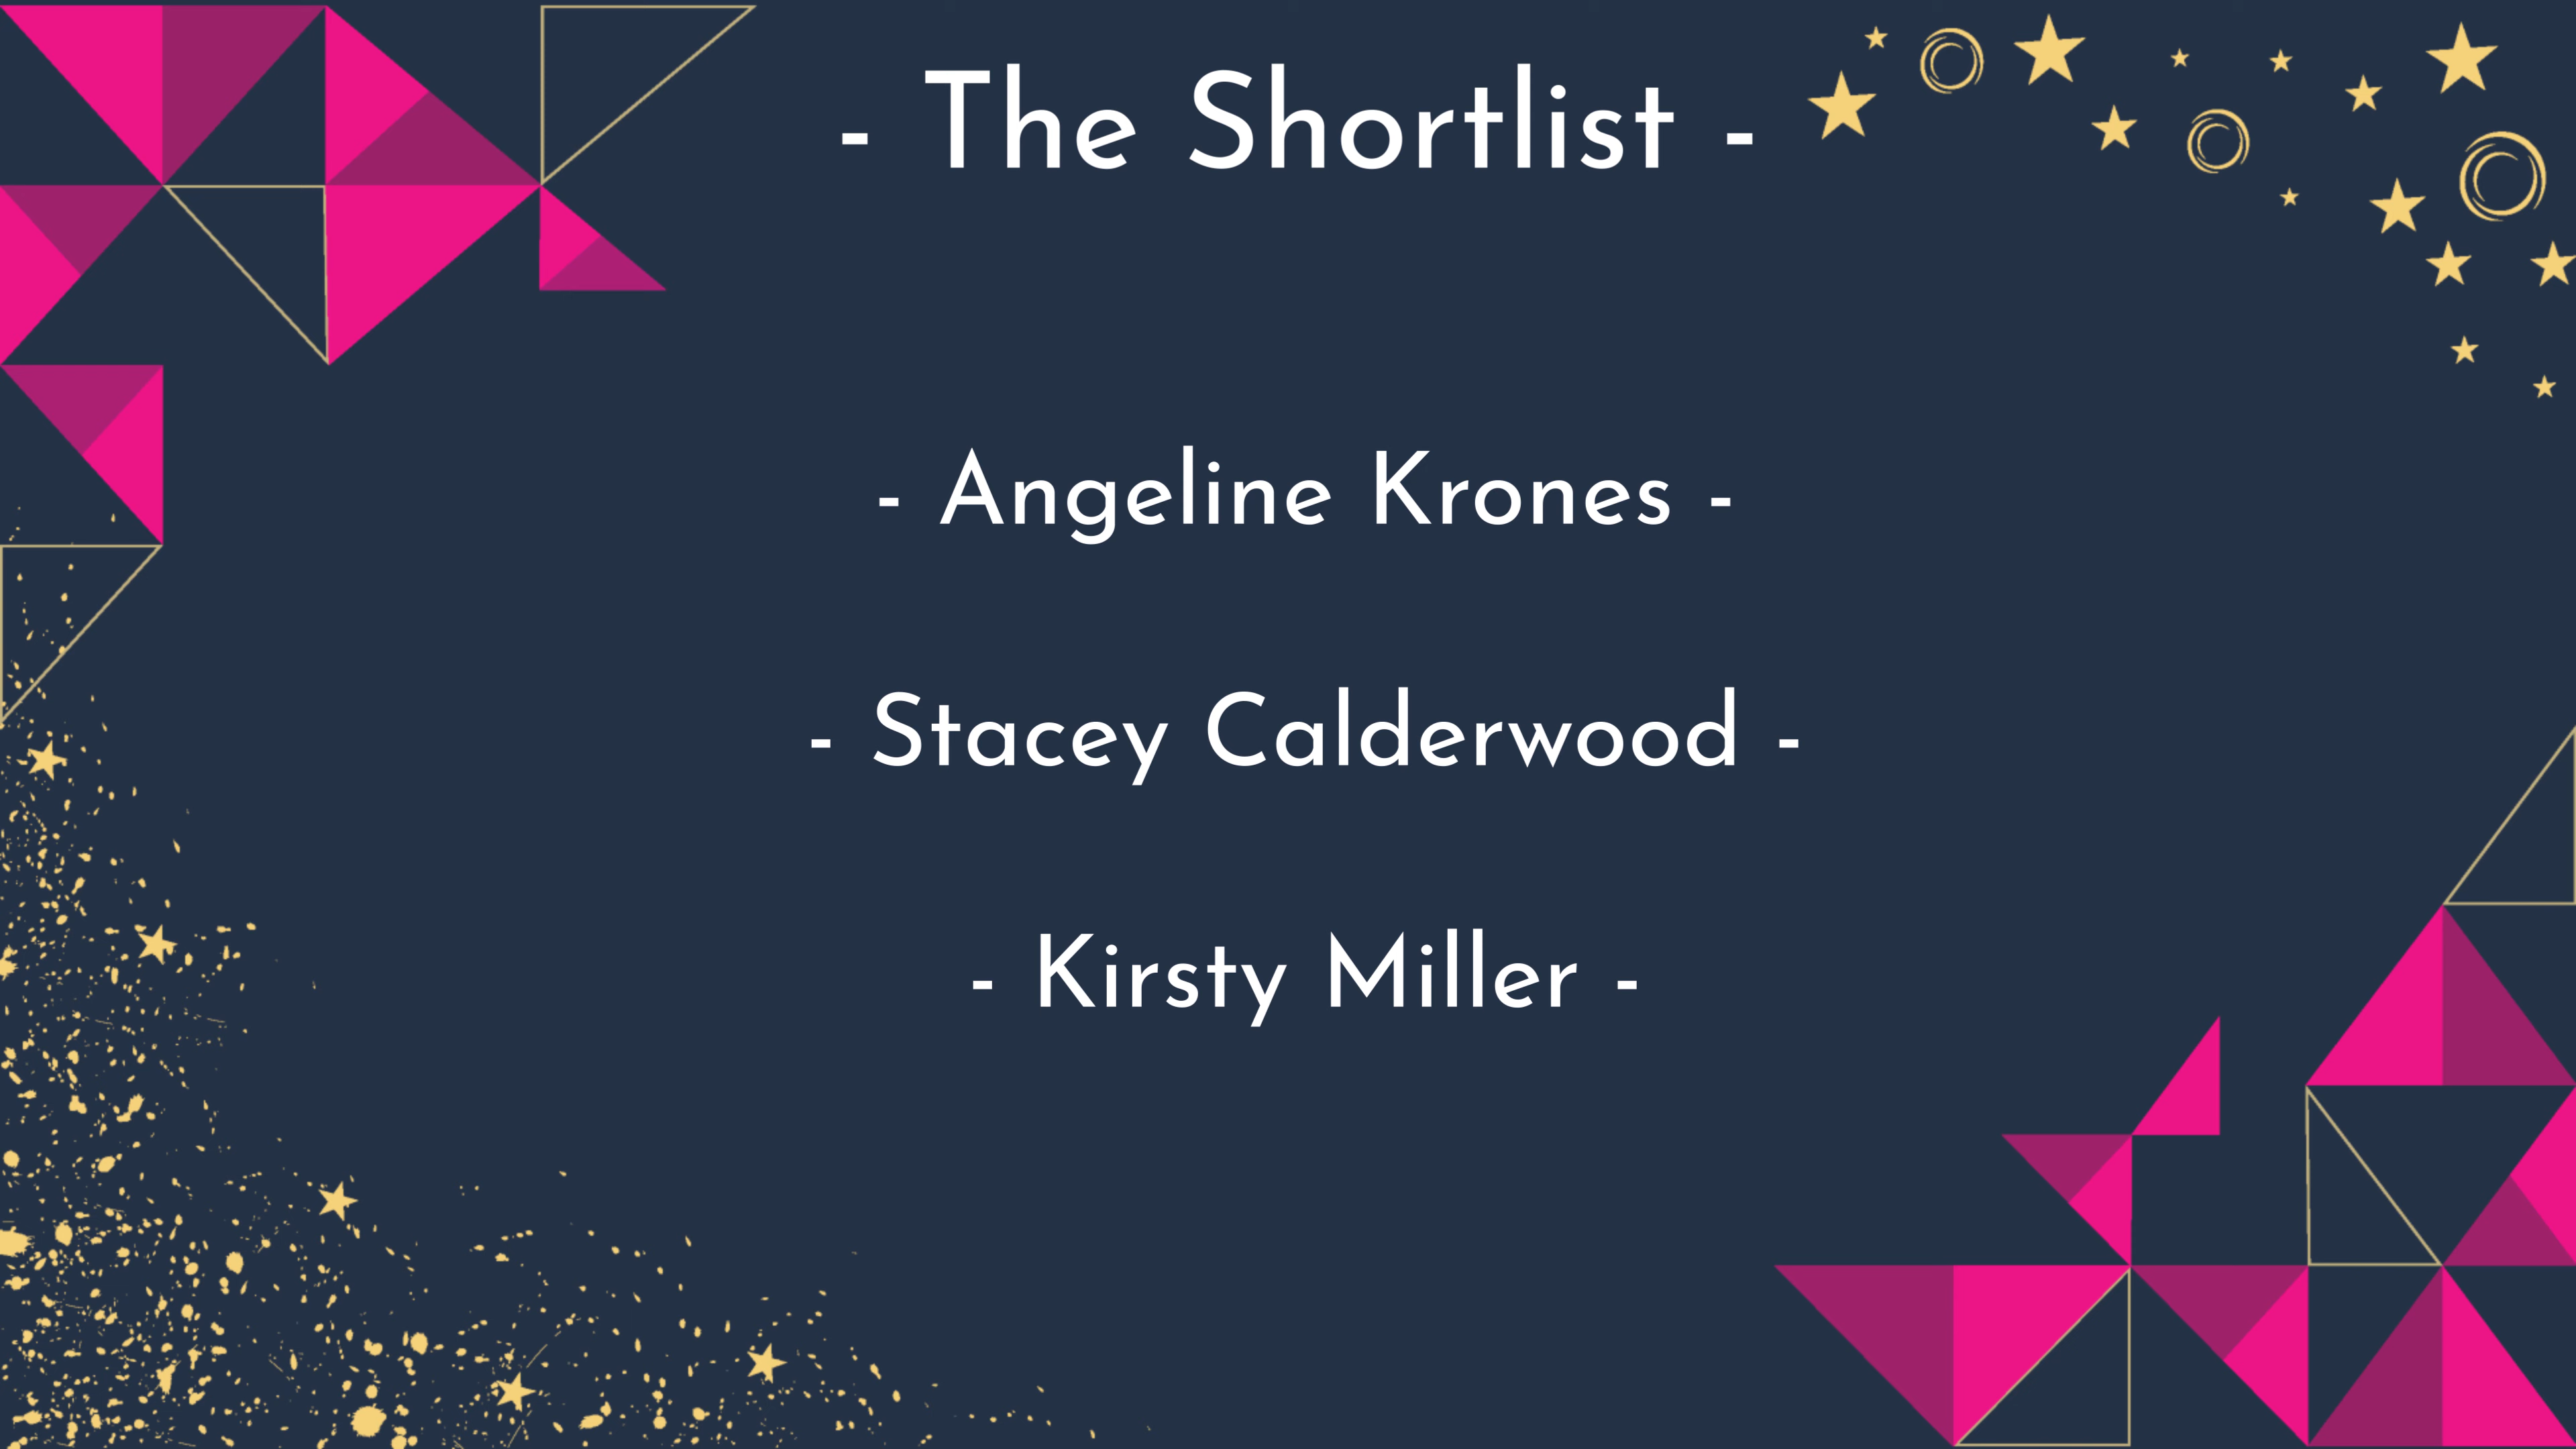 - The Shortlist -
- Angeline Krones -
- Stacey Calderwood -
- Kirsty Miller -